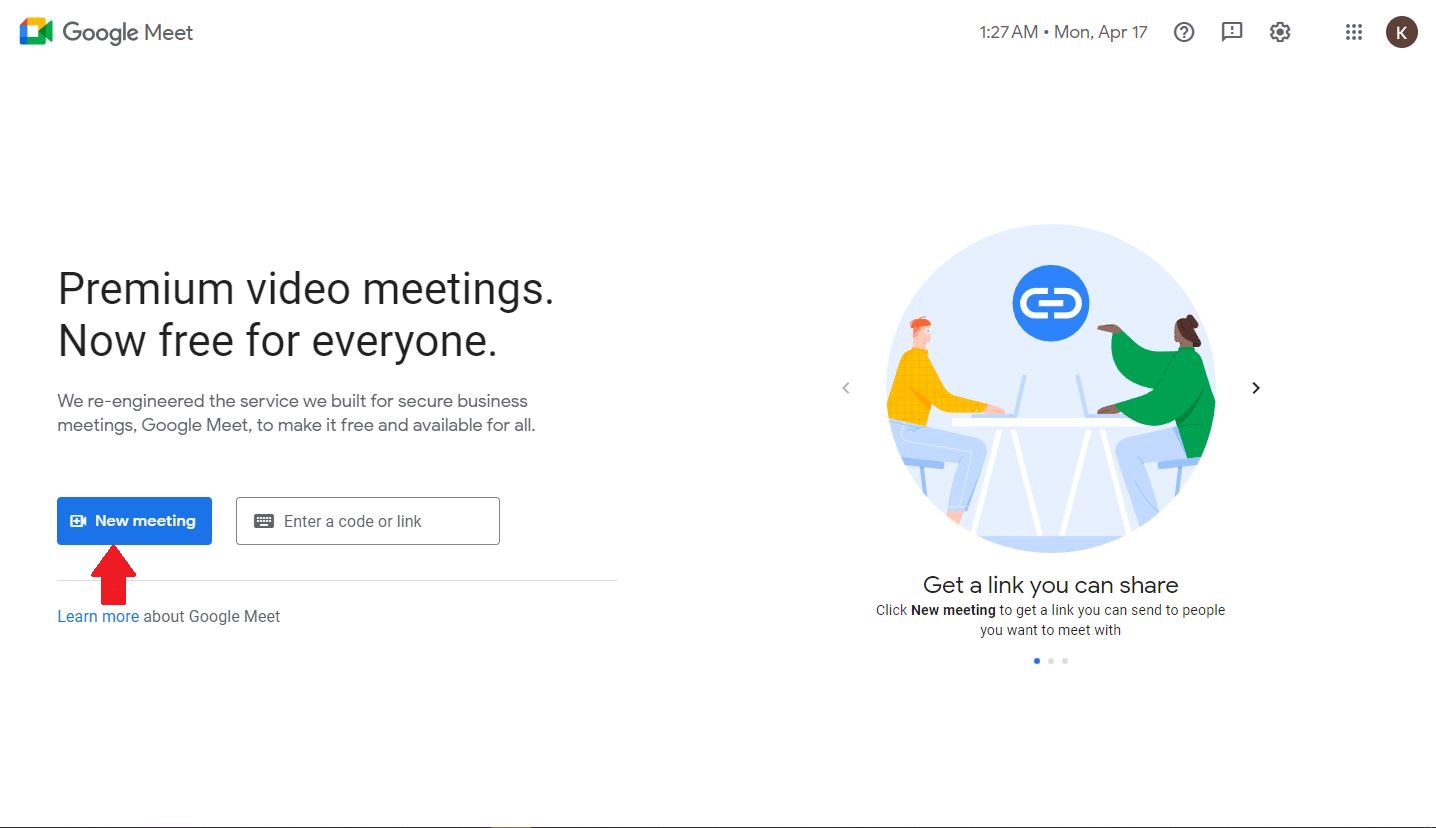 Google Meet
1:27 AM • Mon, Apr 17
K
Premium video meetings.
Now free for everyone.
We re-engineered the service we built for secure business
meetings, Google Meet, to make it free and available for all.
New meeting
Enter a code or link
Learn more about Google Meet
Get a link you can share
Click New meeting to get a link you can send to people
you want to meet with